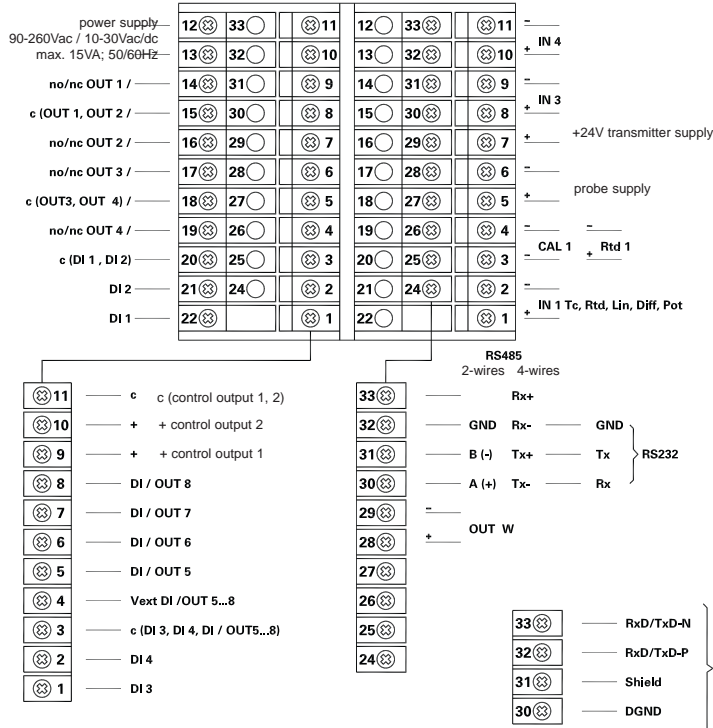 power supply
90-260Vac / 10-30Vac/dc
max. 15VA; 50/60Hz
no/nc OUT 1 /
c (OUT 1, OUT 2 /
no/nc OUT 2 /
no/nc OUT 3 /
c (OUT3, OUT 4) /
no/nc OUT 4 /
c (DI 1 , DI 2)
DI 2
DI 1
12 33 11
13 32 10
14 31 9
15 30 8
16 29 7
17 28 6
18 27 5
19 26 4
20 25 3
21 24 2
22 1
12 33 11
13 32 10
14 31 9
15 30 8
16 29 7
17 28 6
18 27 5
19 26 4
20 25 3
21 24 2
22 1
–
IN 4
+
–
IN 3
+
+ +24V transmitter supply
–
probe supply
+
– –
CAL 1 Rtd 1
– +
–
IN 1 Tc, Rtd, Lin, Diff, Pot
+
11 c c (control output 1, 2)
10 + + control output 2
9 + + control output 1
8 DI / OUT 8
7 DI / OUT 7
6 DI / OUT 6
5 DI / OUT 5
4 Vext DI /OUT 5...8
3 c (DI 3, DI 4, DI / OUT5...8)
2 DI 4
1 DI 3
RS485
2-wires 4-wires
33 Rx+
32 GND Rx- GND
31 B (-) Tx+ Tx RS232
30 A (+) Tx- Rx
29 –
OUT W
28 +
27
26
25
24
33 RxD/TxD-N
32 RxD/TxD-P
31 Shield
30 DGND